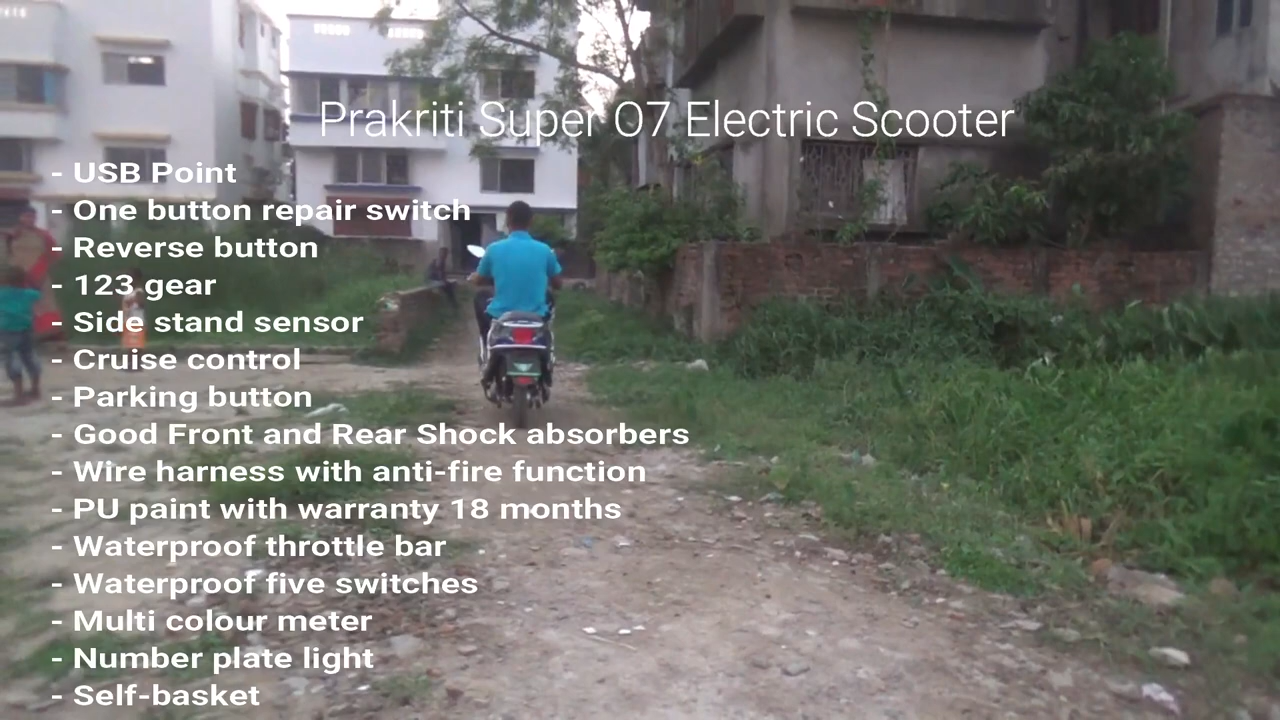 Prakriti Super O7 Electric Scooter
- USB Point
- One button repair switch
- Reverse button
- 123 gear
- Side stand sensor
- Cruise control
- Parking button
- Good Front and Rear Shock absorbers
- Wire harness with anti-fire function
- PU paint with warranty 18 months
- Waterproof throttle bar
- Waterproof five switches
- Multi colour meter
- Number plate light
- Self-basket